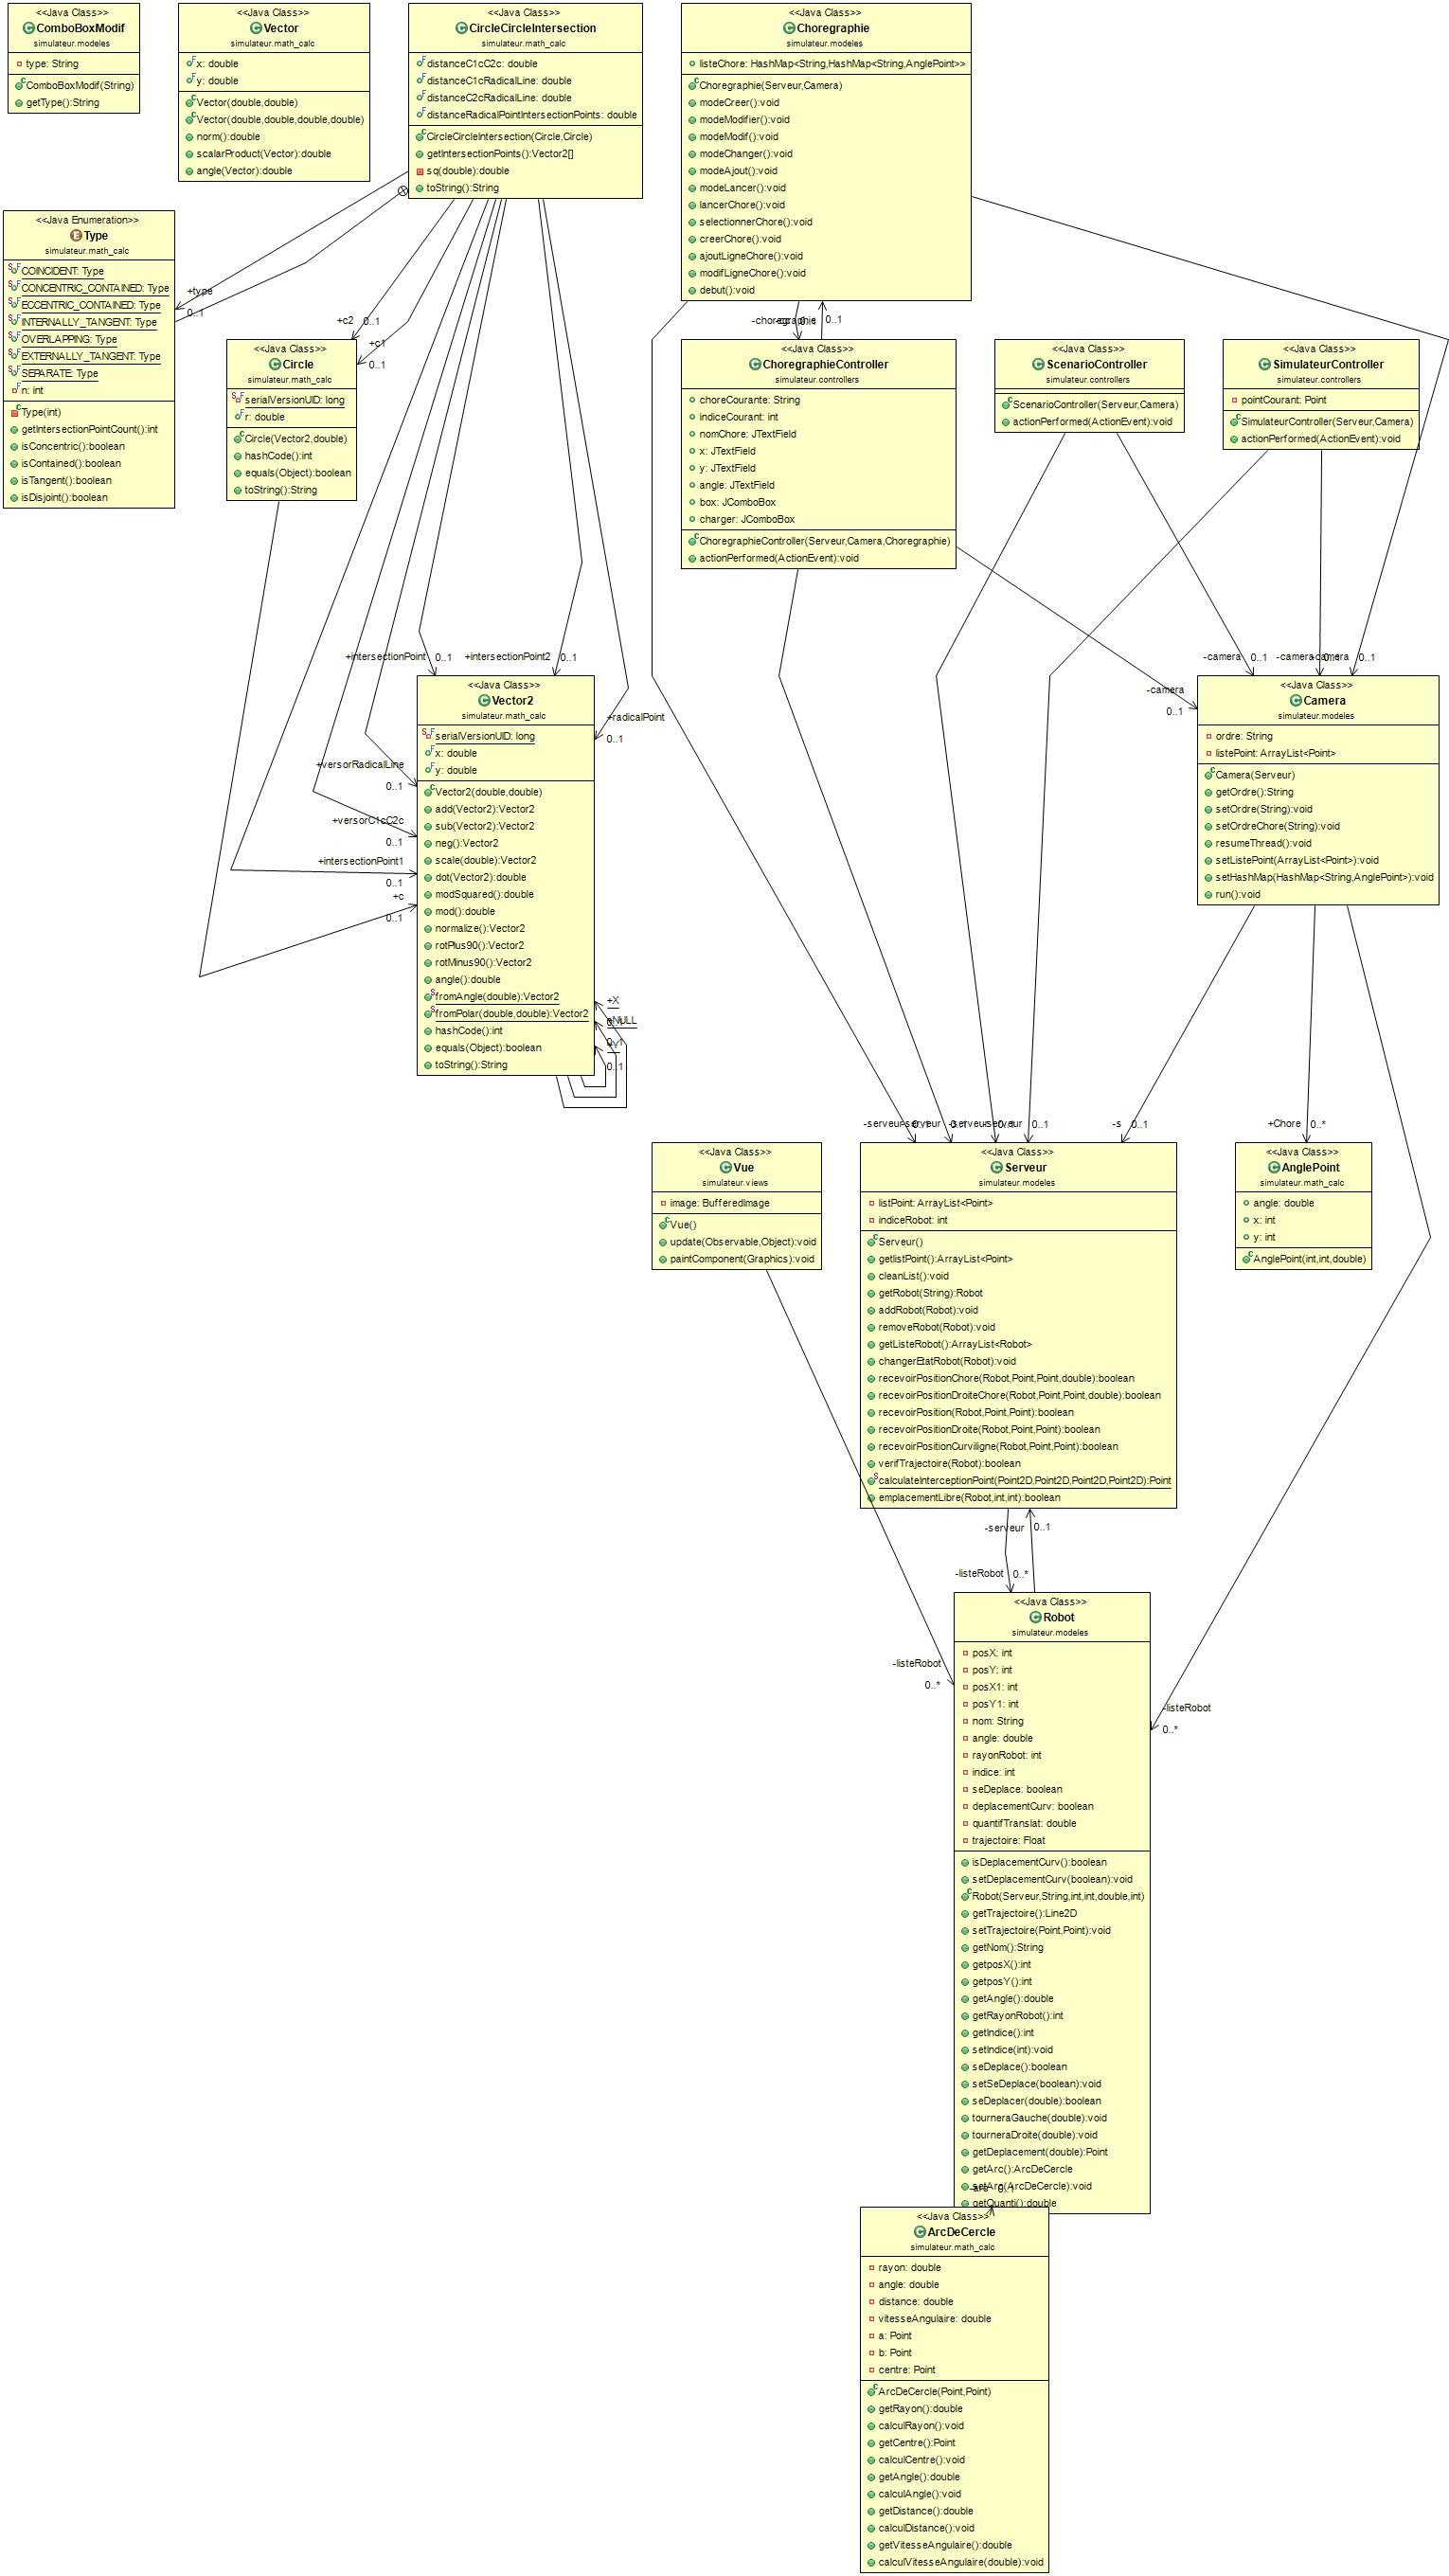 <<Java Class>>
ComboBoxModif
simulateur.modeles
type: String
ComboBoxModif(String)
getType():String
<<Java Class>>
Vector
simulateur.math_calc
x: double
y: double
Vector(double,double)
Vector(double,double,double,double)
norm():double
scalarProduct(Vector):double
angle(Vector):double
<<Java Class>>
CircleCircleIntersection
simulateur.math_calc
distanceC1cC2c: double
distanceC1cRadicalLine: double
distanceC2cRadicalLine: double
distanceRadicalPointIntersectionPoints: double
CircleCircleIntersection(Circle,Circle)
getIntersectionPoints():Vector2[]
sq(double):double
toString():String
<<Java Class>>
Choregraphie
simulateur.modeles
listeChore: HashMap<String,HashMap<String,AnglePoint>>
Choregraphie(Serveur,Camera)
modeCreer():void
modeModifier():void
modeModif():void
modeChanger():void
modeAjout():void
modeLancer():void
lancerChore():void
selectionnerChore():void
creerChore():void
ajoutLigneChore():void
modifLigneChore():void
debut():void
<<Java Enumeration>>
Type
simulateur.math_calc
COINCIDENT: Type
CONCENTRIC_CONTAINED: Type
ECCENTRIC_CONTAINED: Type
INTERNALLY_TANGENT: Type
OVERLAPPING: Type
EXTERNALLY_TANGENT: Type
SEPARATE: Type
n: int
Type(int)
getIntersectionPointCount():int
isConcentric():boolean
isContained():boolean
isTangent():boolean
isDisjoint():boolean
+type
0..1
+c2 0..1
+c1
0..1
0..1
<<Java Class>>
Circle
simulateur.math_calc
serialVersionUID: long
r: double
Circle(Vector2,double)
hashCode():int
equals(Object):boolean
toString():String
<<Java Class>>
ChoregraphieController
simulateur.controllers
choreCourante: String
indiceCourant: int
nomChore: JTextField
x: JTextField
y: JTextField
angle: JTextField
box: JComboBox
charger: JComboBox
ChoregraphieController(Serveur,Camera,Choregraphie)
actionPerformed(ActionEvent):void
<<Java Class>>
ScenarioController
simulateur.controllers
ScenarioController(Serveur,Camera)
actionPerformed(ActionEvent):void
<<Java Class>>
SimulateurController
simulateur.controllers
pointCourant: Point
SimulateurController(Serveur,Camera)
actionPerformed(ActionEvent):void
+intersectionPoint 0..1
+intersectionPoint2 0..1
+radicalPoint
0..1
+versorRadicalLine
0..1
+versorC1cC2c
0..1
+intersectionPoint1
0..1
+c
0..1
<<Java Class>>
Vector2
simulateur.math_calc
serialVersionUID: long
x: double
y: double
Vector2(double,double)
add(Vector2):Vector2
sub(Vector2):Vector2
neg():Vector2
scale(double):Vector2
dot(Vector2):double
modSquared():double
mod():double
normalize():Vector2
rotPlus90():Vector2
rotMinus90():Vector2
angle():double
fromAngle(double):Vector2
fromPolar(double,double):Vector2
hashCode():int
equals(Object):boolean
toString():String
+X
0..1
-camera 0..1
-camera
0..1
-camera
0..1
<<Java Class>>
Camera
simulateur.modeles
ordre: String
listePoint: ArrayList<Point>
Camera(Serveur)
getOrdre():String
setOrdre(String):void
setOrdreChore(String):void
resumeThread():void
setListePoint(ArrayList<Point>):void
setHashMap(HashMap<String,AnglePoint>):void
run():void
-serveur
0..1
-s 0..1
+Chore 0..*
<<Java Class>>
Vue
simulateur.views
image: BufferedImage
Vue()
update(Observable,Object):void
paintComponent(Graphics):void
<<Java Class>>
Serveur
simulateur.modeles
listPoint: ArrayList<Point>
indiceRobot: int
Serveur()
getlistPoint():ArrayList<Point>
cleanList():void
getRobot(String):Robot
addRobot(Robot):void
removeRobot(Robot):void
getListeRobot():ArrayList<Robot>
changerEtatRobot(Robot):void
recevoirPositionChore(Robot,Point,Point,double):boolean
recevoirPositionDroiteChore(Robot,Point,Point,double):boolean
recevoirPosition(Robot,Point,Point):boolean
recevoirPositionDroite(Robot,Point,Point):boolean
recevoirPositionCurviligne(Robot,Point,Point):boolean
verifTrajectoire(Robot):boolean
calculateInterceptionPoint(Point2D,Point2D,Point2D,Point2D):Point
emplacementLibre(Robot,int,int):boolean
<<Java Class>>
AnglePoint
simulateur.math_calc
angle: double
x: int
y: int
AnglePoint(int,int,double)
-serveur 0..1
-listeRobot 0..*
-listeRobot
0..*
-listeRobot
0..*
<<Java Class>>
Robot
simulateur.modeles
posX: int
posY: int
posX1: int
posY1: int
nom: String
angle: double
rayonRobot: int
indice: int
seDeplace: boolean
deplacementCurv: boolean
quantifTranslat: double
trajectoire: Float
isDeplacementCurv():boolean
setDeplacementCurv(boolean):void
Robot(Serveur,String,int,int,double,int)
getTrajectoire():Line2D
setTrajectoire(Point,Point):void
getNom():String
getposX():int
getposY():int
getAngle():double
getRayonRobot():int
getIndice():int
setIndice(int):void
seDeplace():boolean
setSeDeplace(boolean):void
seDeplacer(double):boolean
tourneraGauche(double):void
tourneraDroite(double):void
getDeplacement(double):Point
getArc():ArcDeCercle
setArc(ArcDeCercle):void
getQuanti():double
<<Java Class>>
ArcDeCercle
simulateur.math_calc
rayon: double
angle: double
distance: double
vitesseAngulaire: double
a: Point
b: Point
centre: Point
ArcDeCercle(Point,Point)
getRayon():double
calculRayon():void
getCentre():Point
calculCentre():void
getAngle():double
calculAngle():void
getDistance():double
calculDistance():void
getVitesseAngulaire():double
calculVitesseAngulaire(double):void